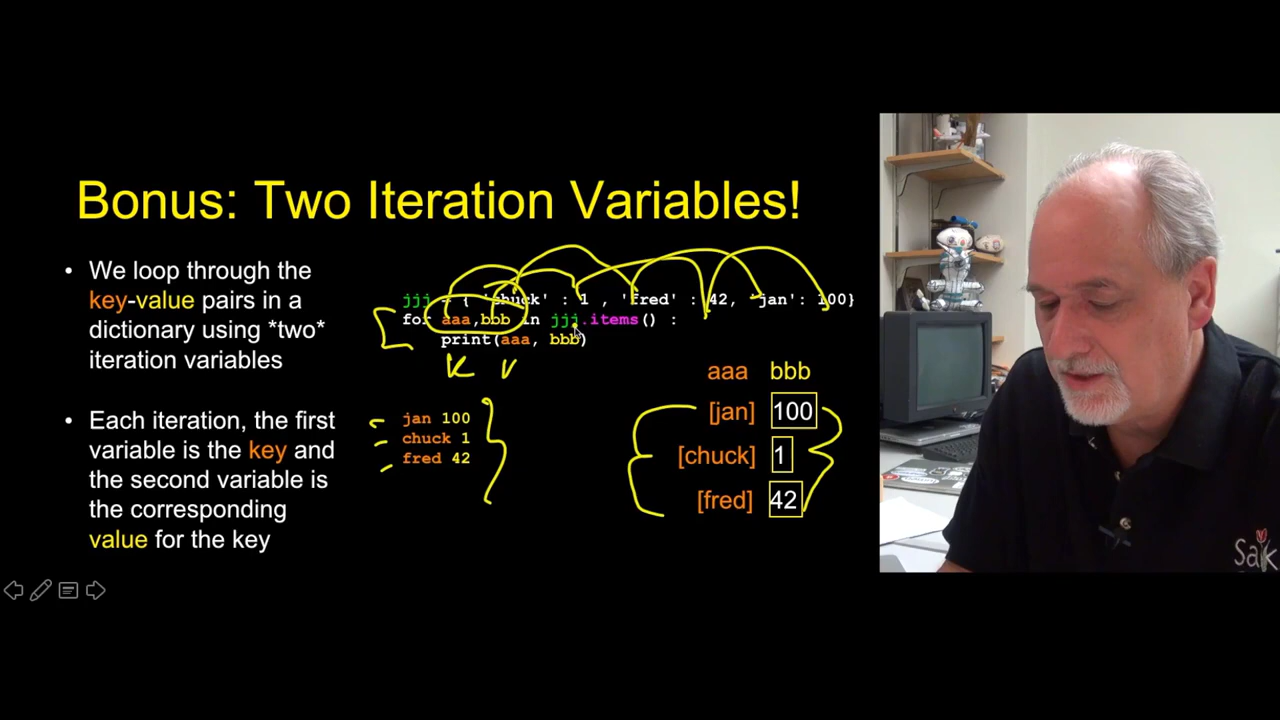 Bonus: Two Iteration Variables!
• We loop through the
key-value pairs in a
dictionary using *two*
iteration variables
• Each iteration, the first
variable is the key and
the second variable is
the corresponding
value for the key
jjj = { 'chuck' : 1 , 'fred' : 42, 'jan': 100}
for aaa,bbb in jjj.items() :
print(aaa, bbb)
K V
jan 100
chuck 1
fred 42
aaa bbb
[jan] 100
[chuck] 1
[fred] 42